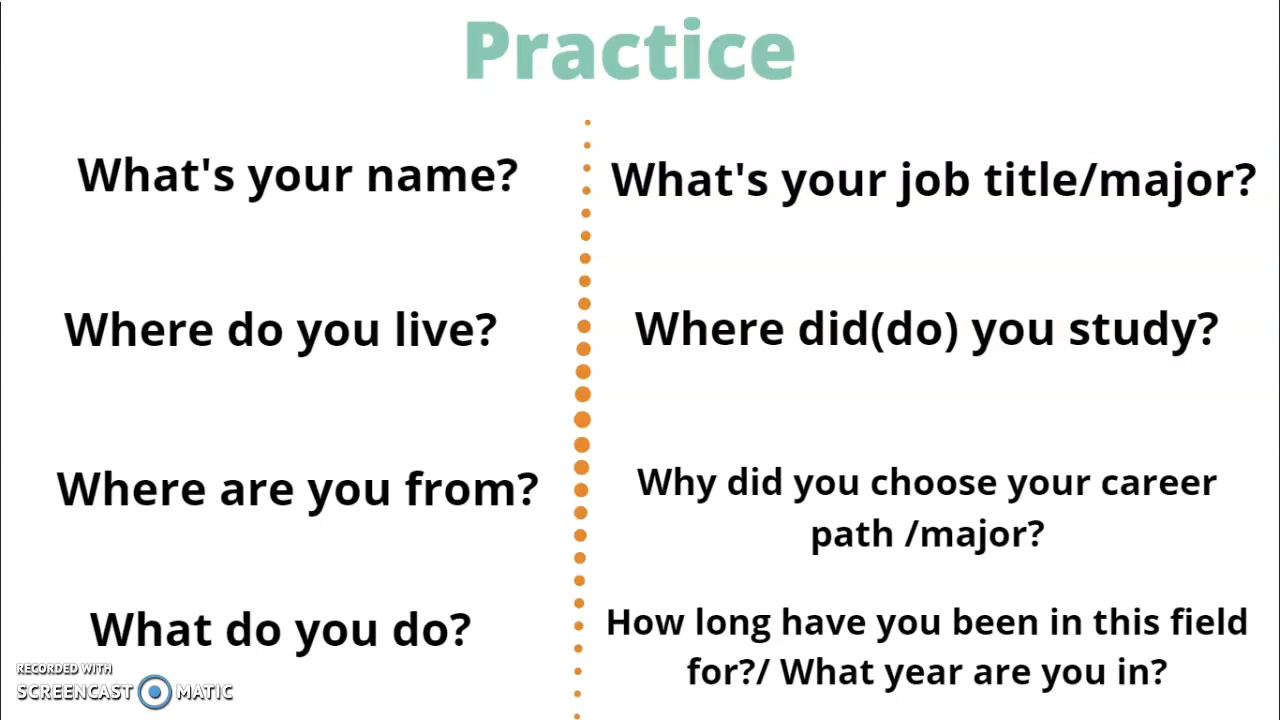 Practice
What's your name?
Where do you live?
Where are you from?
What do you do?
What's your job title/major?
Where did(do) you study?
Why did you choose your career
path /major?
How long have you been in this field
for?/ What year are you in?
RECORDED WITH
SCREENCAST MATIC